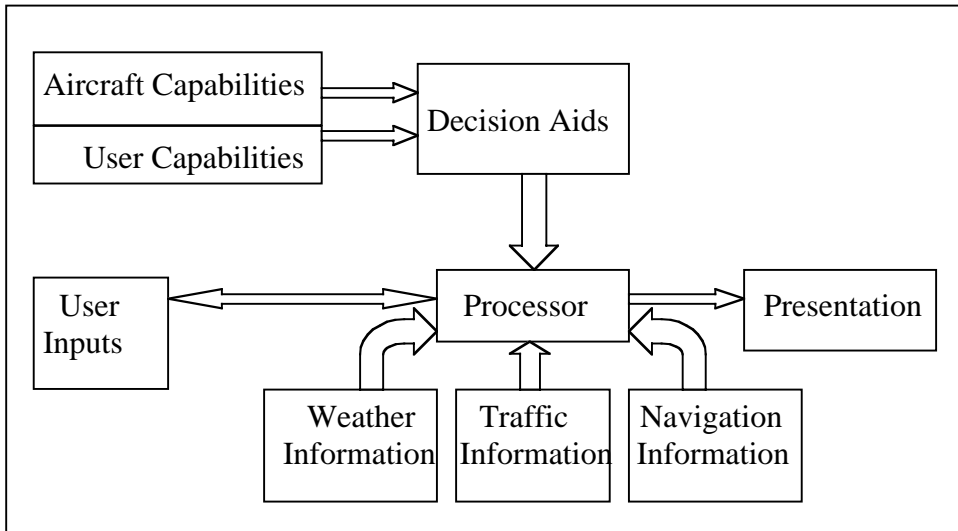 Aircraft Capabilities
User Capabilities
Decision Aids
User
Inputs
Processor
Presentation
Weather
Information
Traffic
Information
Navigation
Information